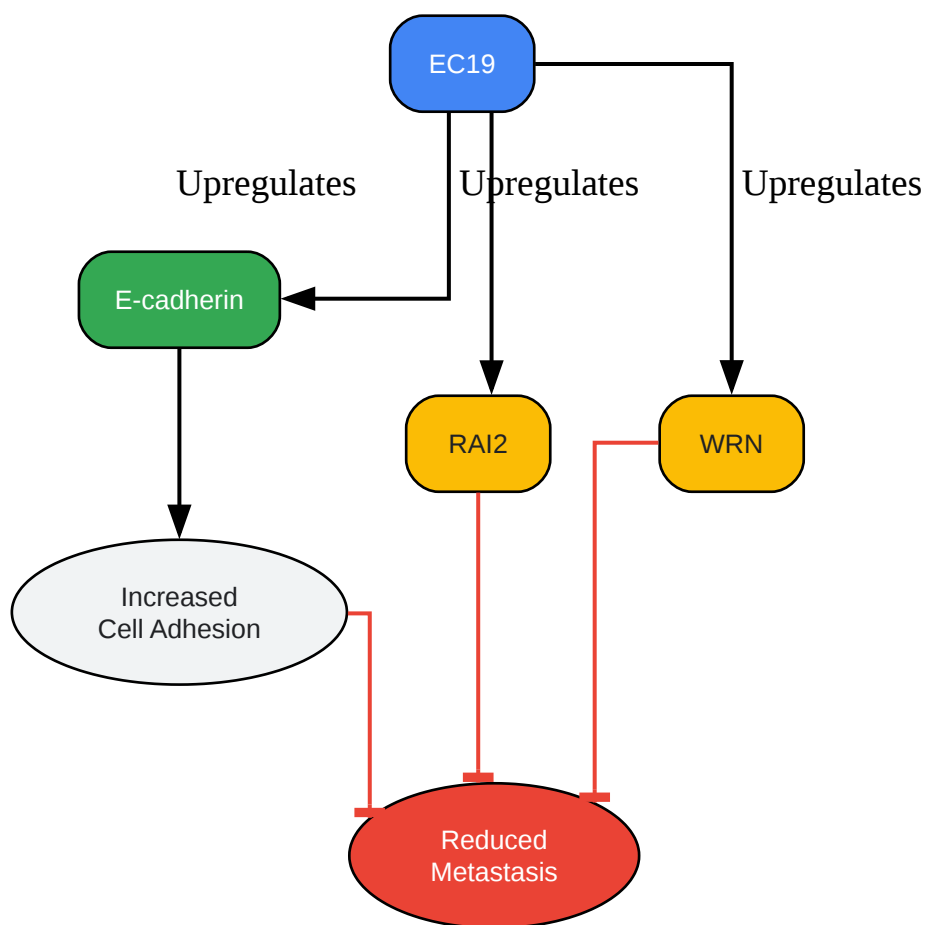 EC19
Upregulates
Upregulates
Upregulates
E-cadherin
RAI2
WRN
Increased
Cell Adhesion
Reduced
Metastasis